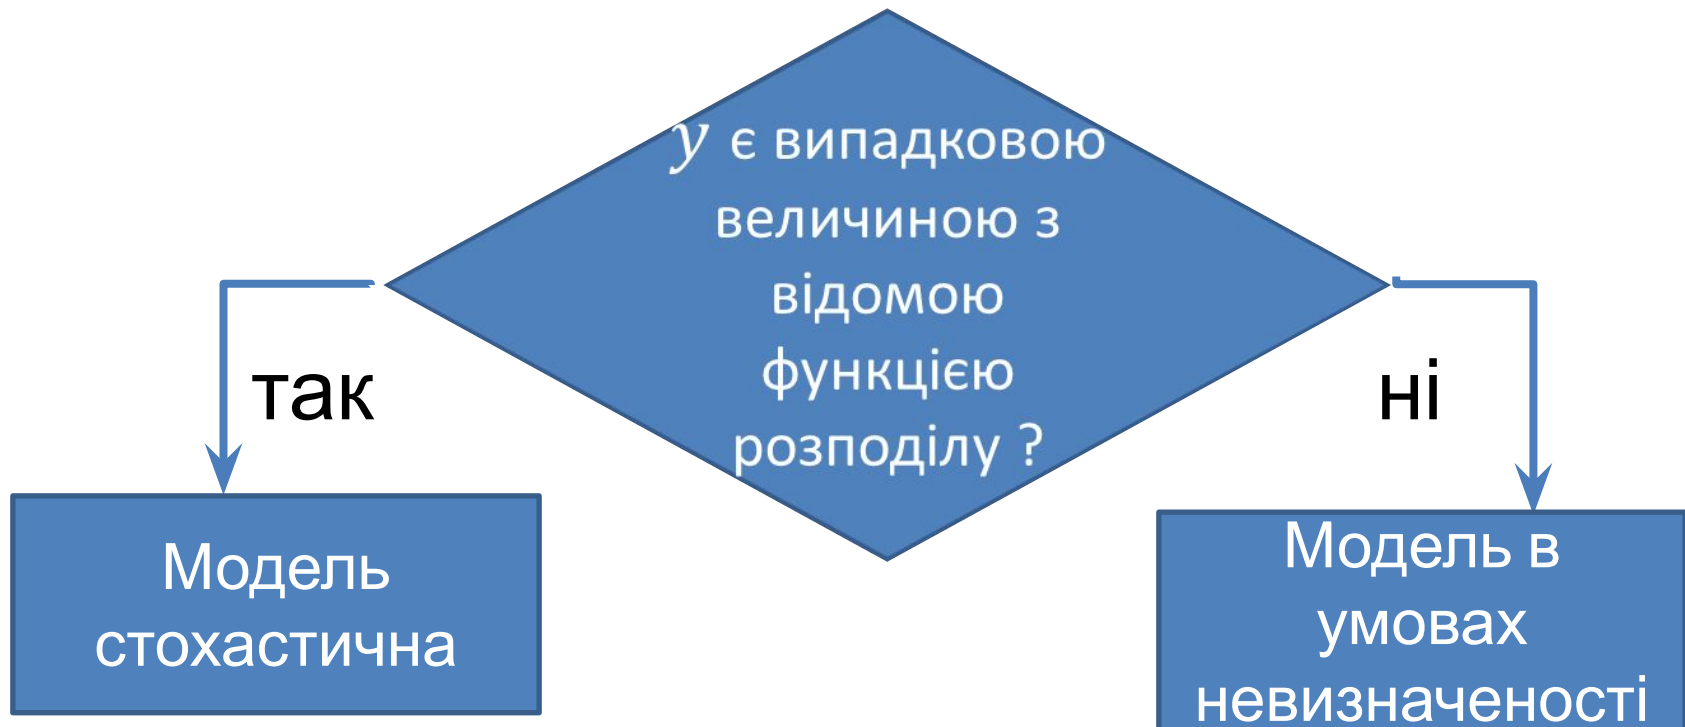 y є випадковою
величиною з
відомою
функцією
розподілу ?
так
ні
Модель
стохастична
Модель в
умовах
невизначеності